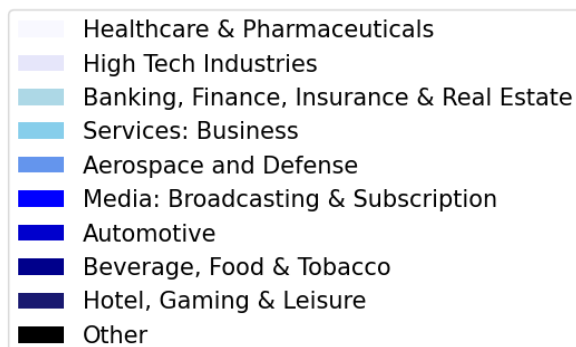 Healthcare & Pharmaceuticals
High Tech Industries
Banking, Finance, Insurance & Real Estate
Services: Business
Aerospace and Defense
Media: Broadcasting & Subscription
Automotive
Beverage, Food & Tobacco
Hotel, Gaming & Leisure
Other